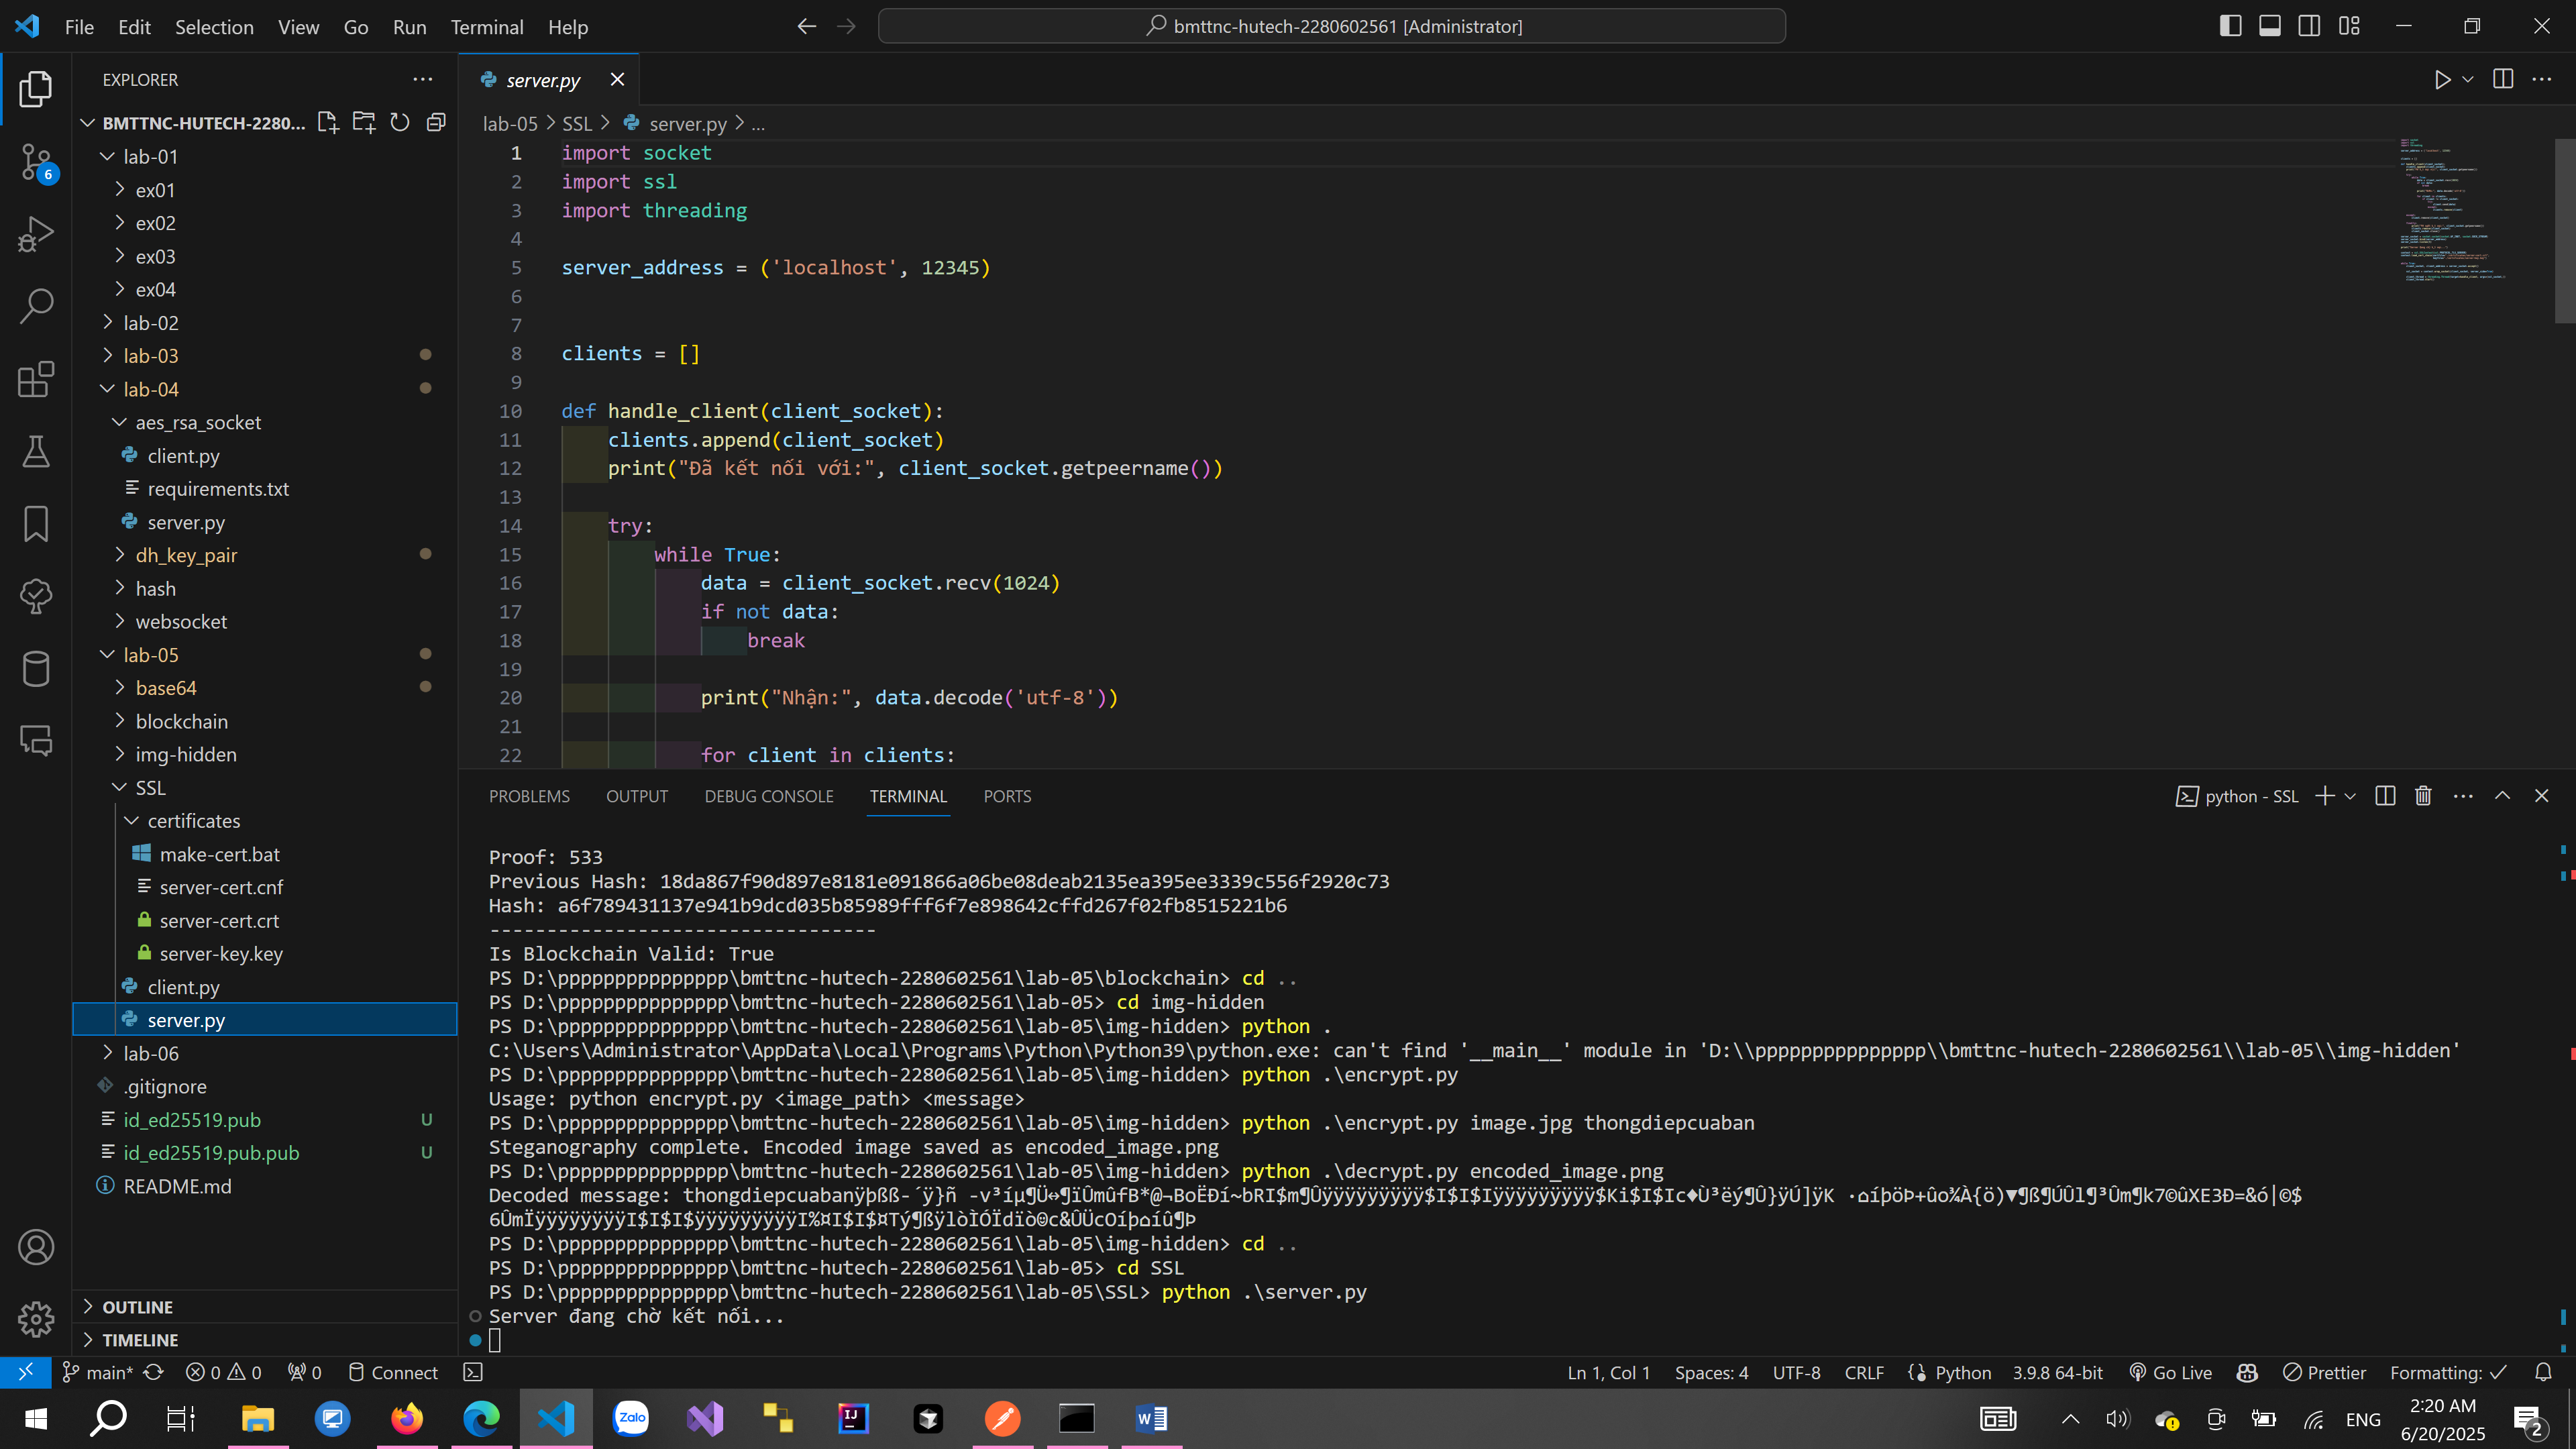 File Edit Selection View Go Run Terminal Help
bmttnc-hutech-2280602561 [Administrator]
EXPLORER
BMTTNC-HUTECH-2280...
lab-01
ex01
ex02
ex03
ex04
lab-02
lab-03
lab-04
aes_rsa_socket
client.py
requirements.txt
server.py
dh_key_pair
hash
websocket
lab-05
base64
blockchain
img-hidden
SSL
certificates
make-cert.bat
server-cert.cnf
server-cert.crt
server-key.key
client.py
server.py
lab-06
.gitignore
id_ed25519.pub U
id_ed25519.pub.pub U
README.md
OUTLINE
TIMELINE
6
server.py
lab-05 > SSL > server.py > ...
1 import socket
2 import ssl
3 import threading
4
5 server_address = ('localhost', 12345)
6
7
8 clients = []
9
10 def handle_client(client_socket):
11 clients.append(client_socket)
12 print("Đã kết nối với:", client_socket.getpeername())
13
14 try:
15 while True:
16 data = client_socket.recv(1024)
17 if not data:
18 break
19
20 print("Nhận:", data.decode('utf-8'))
21
22 for client in clients:
PROBLEMS OUTPUT DEBUG CONSOLE TERMINAL PORTS
python - SSL
Proof: 533
Previous Hash: 18da867f90d897e8181e091866a06be08deab2135ea395ee3339c556f2920c73
Hash: a6f789431137e941b9dcd035b85989fff6f7e898642cffd267f02fb8515221b6
----------------------------------
Is Blockchain Valid: True
PS D:\ppppppppppppppp\bmttnc-hutech-2280602561\lab-05\blockchain> cd ..
PS D:\ppppppppppppppp\bmttnc-hutech-2280602561\lab-05> cd img-hidden
PS D:\ppppppppppppppp\bmttnc-hutech-2280602561\lab-05\img-hidden> python .
C:\Users\Administrator\AppData\Local\Programs\Python\Python39\python.exe: can't find '__main__' module in 'D:\\ppppppppppppppp\\bmttnc-hutech-2280602561\\lab-05\\img-hidden'
PS D:\ppppppppppppppp\bmttnc-hutech-2280602561\lab-05\img-hidden> python .\encrypt.py
Usage: python encrypt.py <image_path> <message>
PS D:\ppppppppppppppp\bmttnc-hutech-2280602561\lab-05\img-hidden> python .\encrypt.py image.jpg thongdiepcuaban
Steganography complete. Encoded image saved as encoded_image.png
PS D:\ppppppppppppppp\bmttnc-hutech-2280602561\lab-05\img-hidden> python .\decrypt.py encoded_image.png
Decoded message:
PS D:\ppppppppppppppp\bmttnc-hutech-2280602561\lab-05\img-hidden> cd ..
PS D:\ppppppppppppppp\bmttnc-hutech-2280602561\lab-05> cd SSL
PS D:\ppppppppppppppp\bmttnc-hutech-2280602561\lab-05\SSL> python .\server.py
Server đang chờ kết nối...
main* 0 0 0 Connect
Ln 1, Col 1 Spaces: 4 UTF-8 CRLF Python 3.9.8 64-bit Go Live Prettier Formatting:
Zalo
IJ
W
ENG
2:20 AM
6/20/2025
2